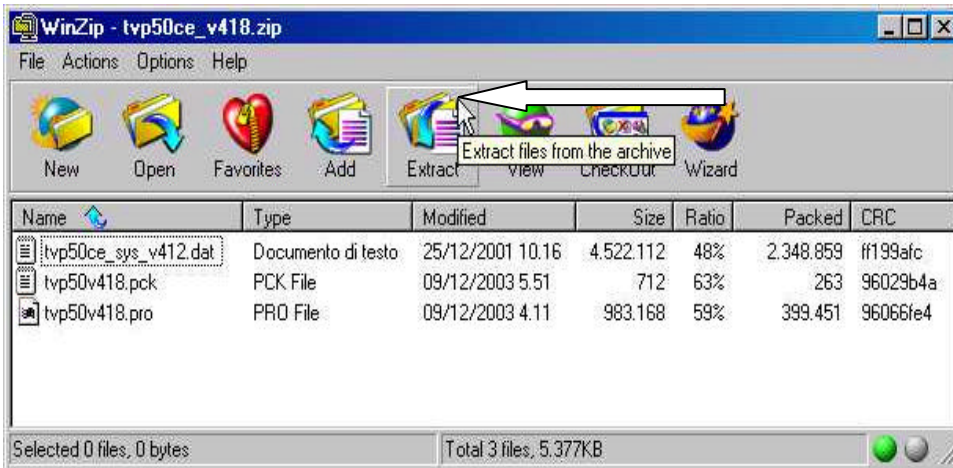 WinZip - tvp50ce_v418.zip
File Actions Options Help
New Open Favorites Add Extract View CheckOut Wizard
Extract files from the archive
Name Type Modified Size Ratio Packed CRC
tvp50ce_sys_v412.dat Documento di testo 25/12/2001 10.16 4.522.112 48% 2.348.859 ff199afc
tvp50v418.pck PCK File 09/12/2003 5.51 712 63% 263 96029b4a
tvp50v418.pro PRO File 09/12/2003 4.11 983.168 59% 399.451 96066fe4
Selected 0 files, 0 bytes Total 3 files, 5.377KB